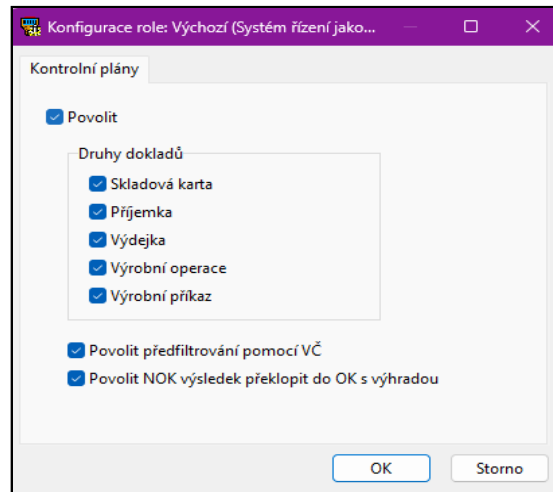 Konfigurace role: Výchozí (Systém řízení jako...
Kontrolní plány
Povolit
Druhy dokladů
Skladová karta
Příjemka
Výdejka
Výrobní operace
Výrobní příkaz
Povolit předfiltrování pomocí VČ
Povolit NOK výsledek překlopit do OK s výhradou
OK
Storno